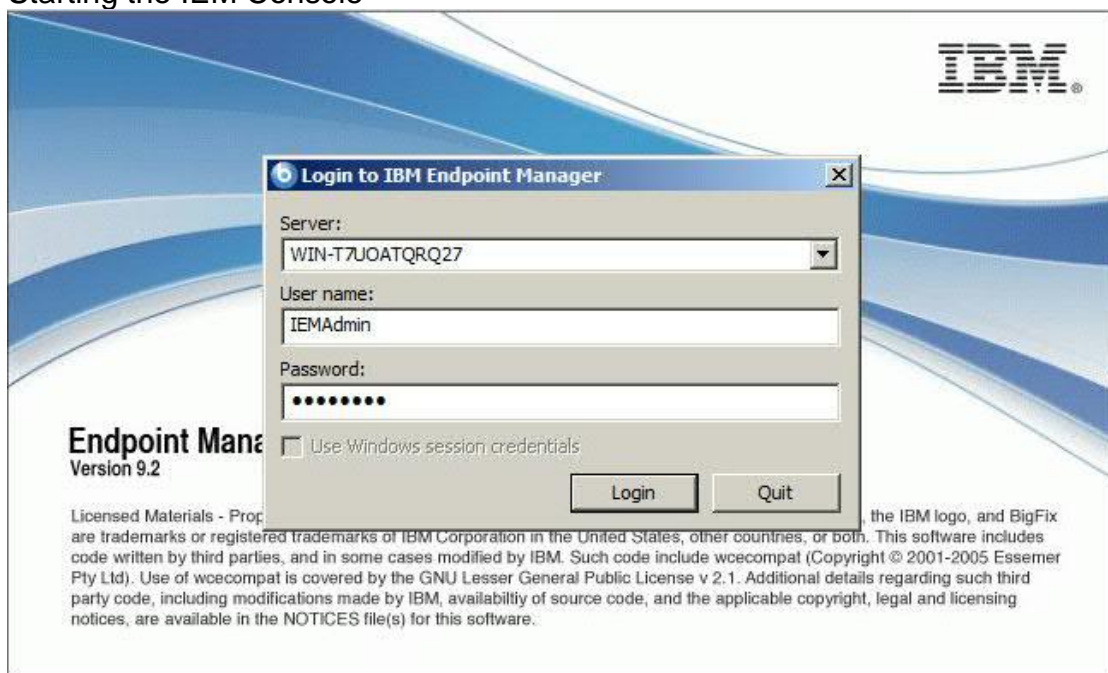 Starting the IEM Console
IBM®
Login to IBM Endpoint Manager
Server:
WIN-T7UOATQRQ27
User name:
IEMAdmin
Password:
••••••••
Use Windows session credentials
Login Quit
Endpoint Mana
Version 9.2
Licensed Materials - Prop , the IBM logo, and BigFix
are trademarks or registered trademarks of IBM Corporation in the United States, other countries, or both. This software includes
code written by third parties, and in some cases modified by IBM. Such code include wcecompat (Copyright © 2001-2005 Essemer
Pty Ltd). Use of wcecompat is covered by the GNU Lesser General Public License v 2.1. Additional details regarding such third
party code, including modifications made by IBM, availabiltiy of source code, and the applicable copyright, legal and licensing
notices, are available in the NOTICES file(s) for this software.